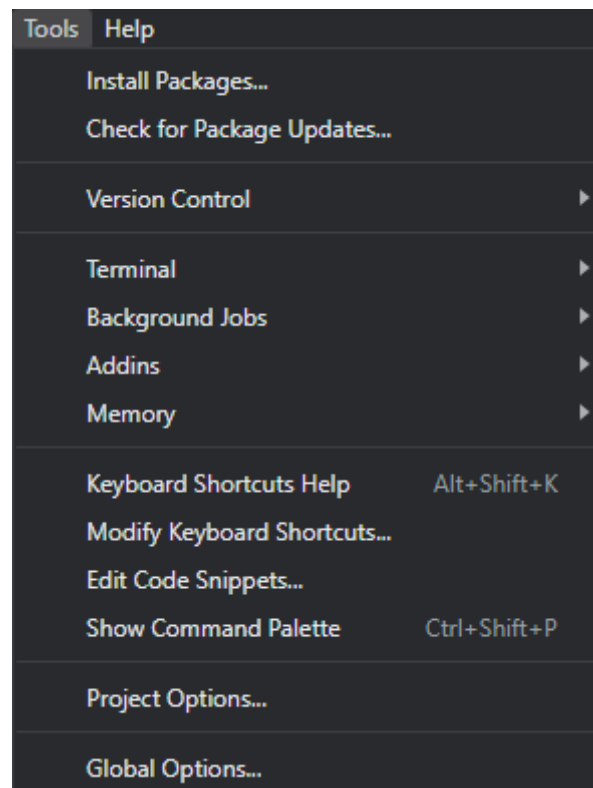 Tools Help
Install Packages...
Check for Package Updates...
Version Control
Terminal
Background Jobs
Addins
Memory
Keyboard Shortcuts Help Alt+Shift+K
Modify Keyboard Shortcuts...
Edit Code Snippets...
Show Command Palette Ctrl+Shift+P
Project Options...
Global Options...